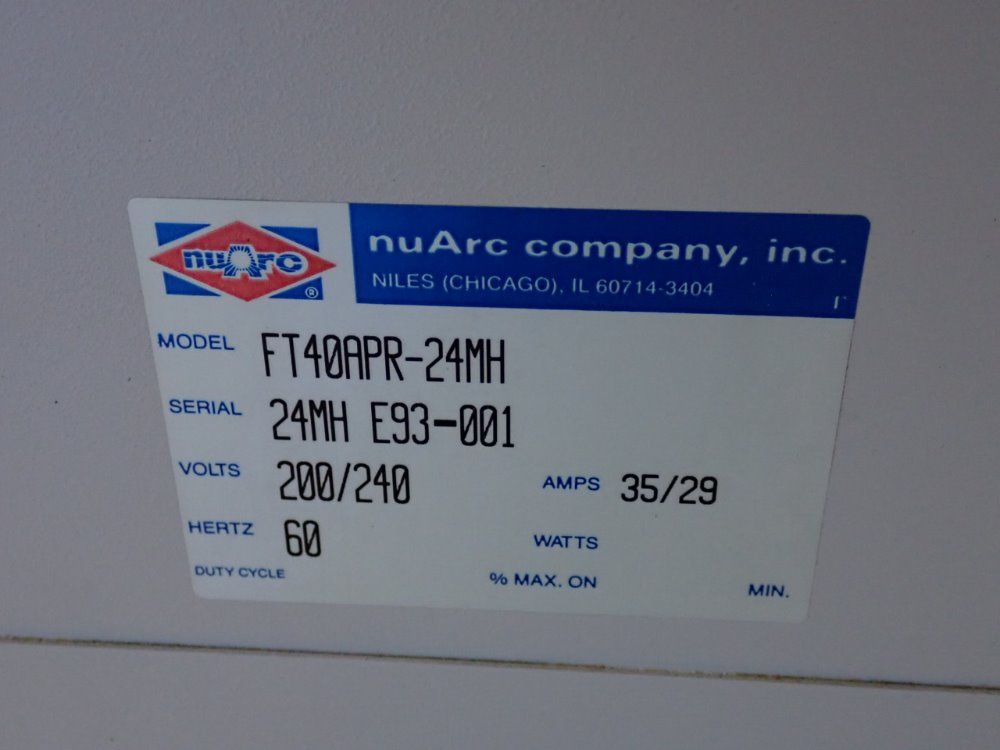 nuArc
®
nuArc company, inc.
NILES (CHICAGO), IL 60714-3404
MODEL FT40APR-24MH
SERIAL 24MH E93-001
VOLTS 200/240 AMPS 35/29
HERTZ 60 WATTS
DUTY CYCLE % MAX. ON MIN.